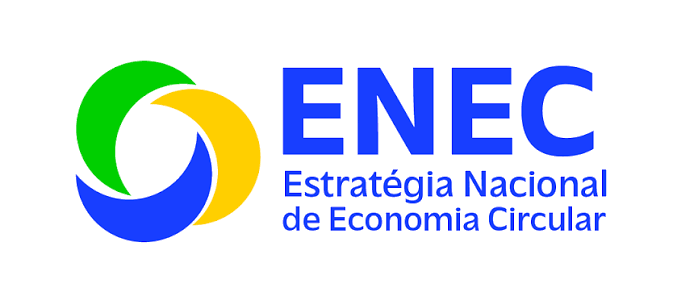 ENEC
Estratégia Nacional
de Economia Circular